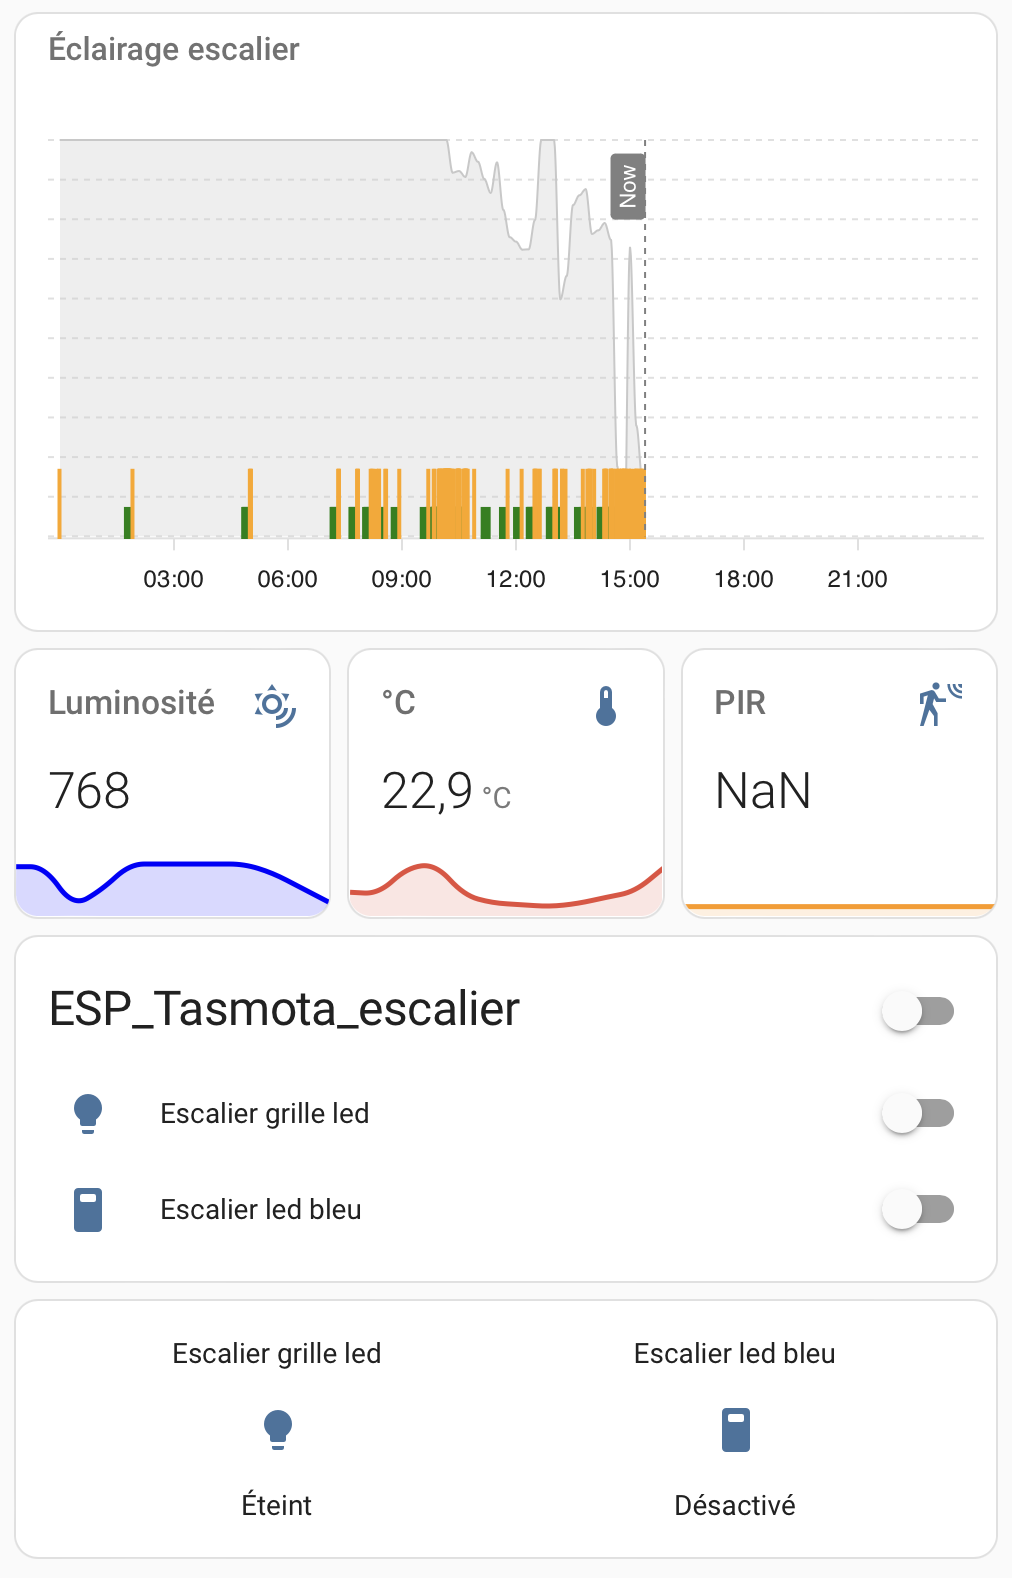 Éclairage escalier
Now
03:00 06:00 09:00 12:00 15:00 18:00 21:00
Luminosité
768
°C
22,9 °C
PIR
NaN
ESP_Tasmota_escalier
Escalier grille led
Escalier led bleu
Escalier grille led
Éteint
Escalier led bleu
Désactivé